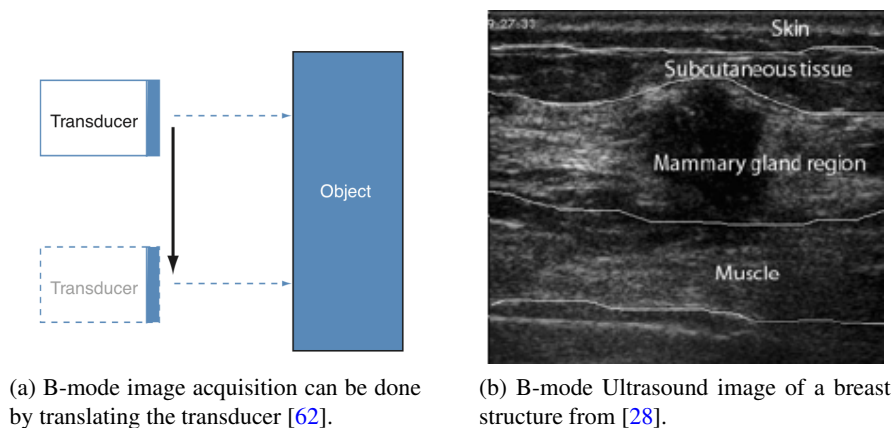 Transducer
Object
Transducer
9:27:33
Skin
Subcutaneous tissue
Mammary gland region
Muscle
(a) B-mode image acquisition can be done
by translating the transducer [62].
(b) B-mode Ultrasound image of a breast
structure from [28].